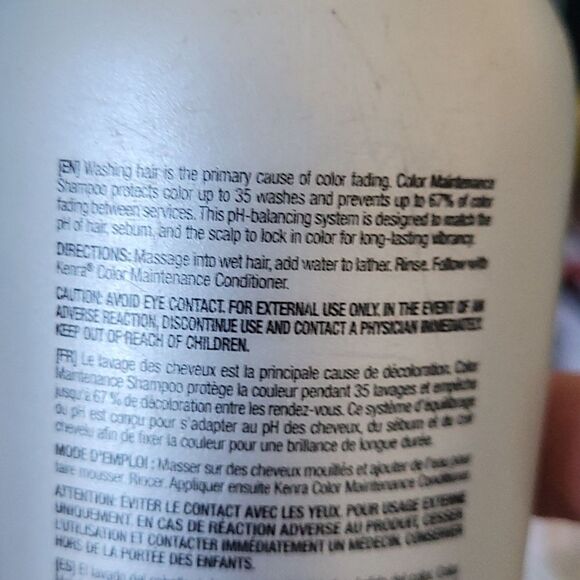 [EN] Washing hair is the primary cause of color fading. Color Maintenance
Shampoo protects color up to 35 washes and prevents up to 67% of color
fading between services. This pH-balancing system is designed to match the
pH of hair, sebum, and the scalp to lock in color for long-lasting vibrancy.
DIRECTIONS: Massage into wet hair, add water to lather. Rinse. Follow with
Kenra® Color Maintenance Conditioner.
CAUTION: AVOID EYE CONTACT. FOR EXTERNAL USE ONLY. IN THE EVENT OF AN
ADVERSE REACTION, DISCONTINUE USE AND CONTACT A PHYSICIAN IMMEDIATELY.
KEEP OUT OF REACH OF CHILDREN.
[FR] Le lavage des cheveux est la principale cause de décoloration. Color
Maintenance Shampoo protège la couleur pendant 35 lavages et empêche
jusqu'à 67 % de décoloration entre les rendez-vous. Ce système d'équilibrage
du pH est conçu pour s'adapter au pH des cheveux, du sébum et du cuir
chevelu afin de fixer la couleur pour une brillance de longue durée.
MODE D'EMPLOI : Masser sur des cheveux mouillés et ajouter de l'eau pour
faire mousser. Rincer. Appliquer ensuite Kenra Color Maintenance Conditioner.
ATTENTION: ÉVITER LE CONTACT AVEC LES YEUX. POUR USAGE EXTERNE
UNIQUEMENT. EN CAS DE RÉACTION ADVERSE AU PRODUIT, CESSER
L'UTILISATION ET CONTACTER IMMÉDIATEMENT UN MÉDECIN. CONSERVER
HORS DE LA PORTÉE DES ENFANTS.
[ES] El lavado del